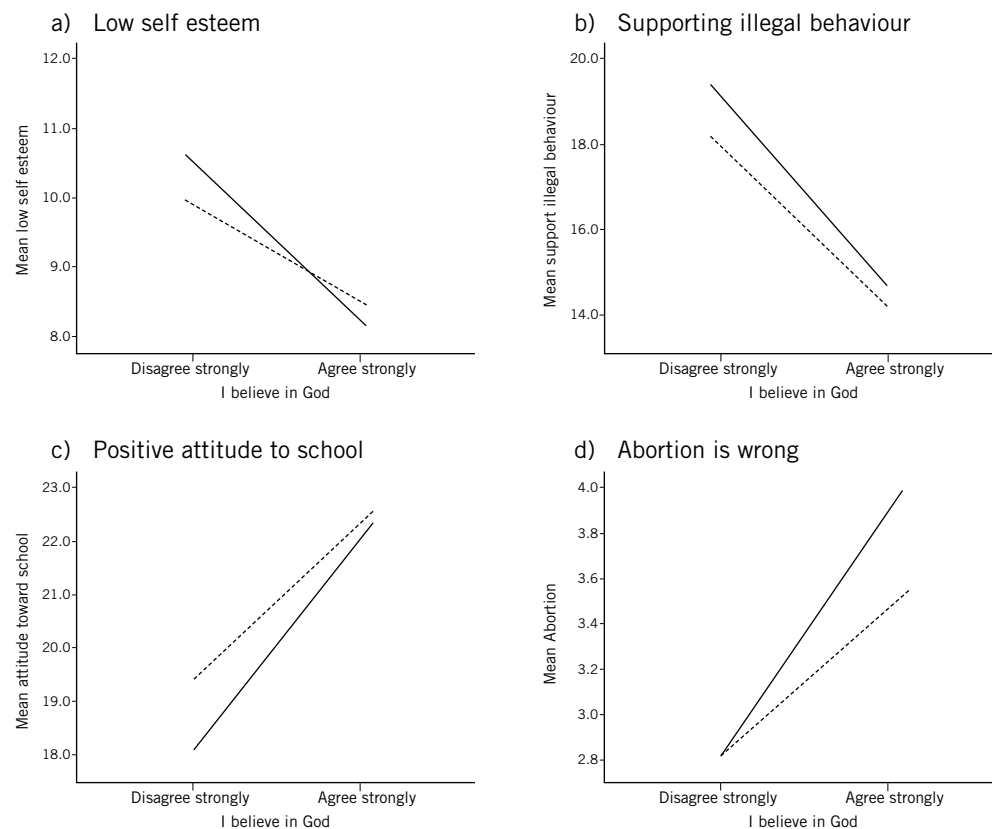 a) Low self esteem
12.0
11.0
10.0
9.0
8.0
Mean low self esteem
Disagree strongly Agree strongly
I believe in God
b) Supporting illegal behaviour
20.0
18.0
16.0
14.0
Mean support illegal behaviour
Disagree strongly Agree strongly
I believe in God
c) Positive attitude to school
23.0
22.0
21.0
20.0
19.0
18.0
Mean attitude toward school
Disagree strongly Agree strongly
I believe in God
d) Abortion is wrong
4.0
3.8
3.6
3.4
3.2
3.0
2.8
Mean Abortion
Disagree strongly Agree strongly
I believe in God